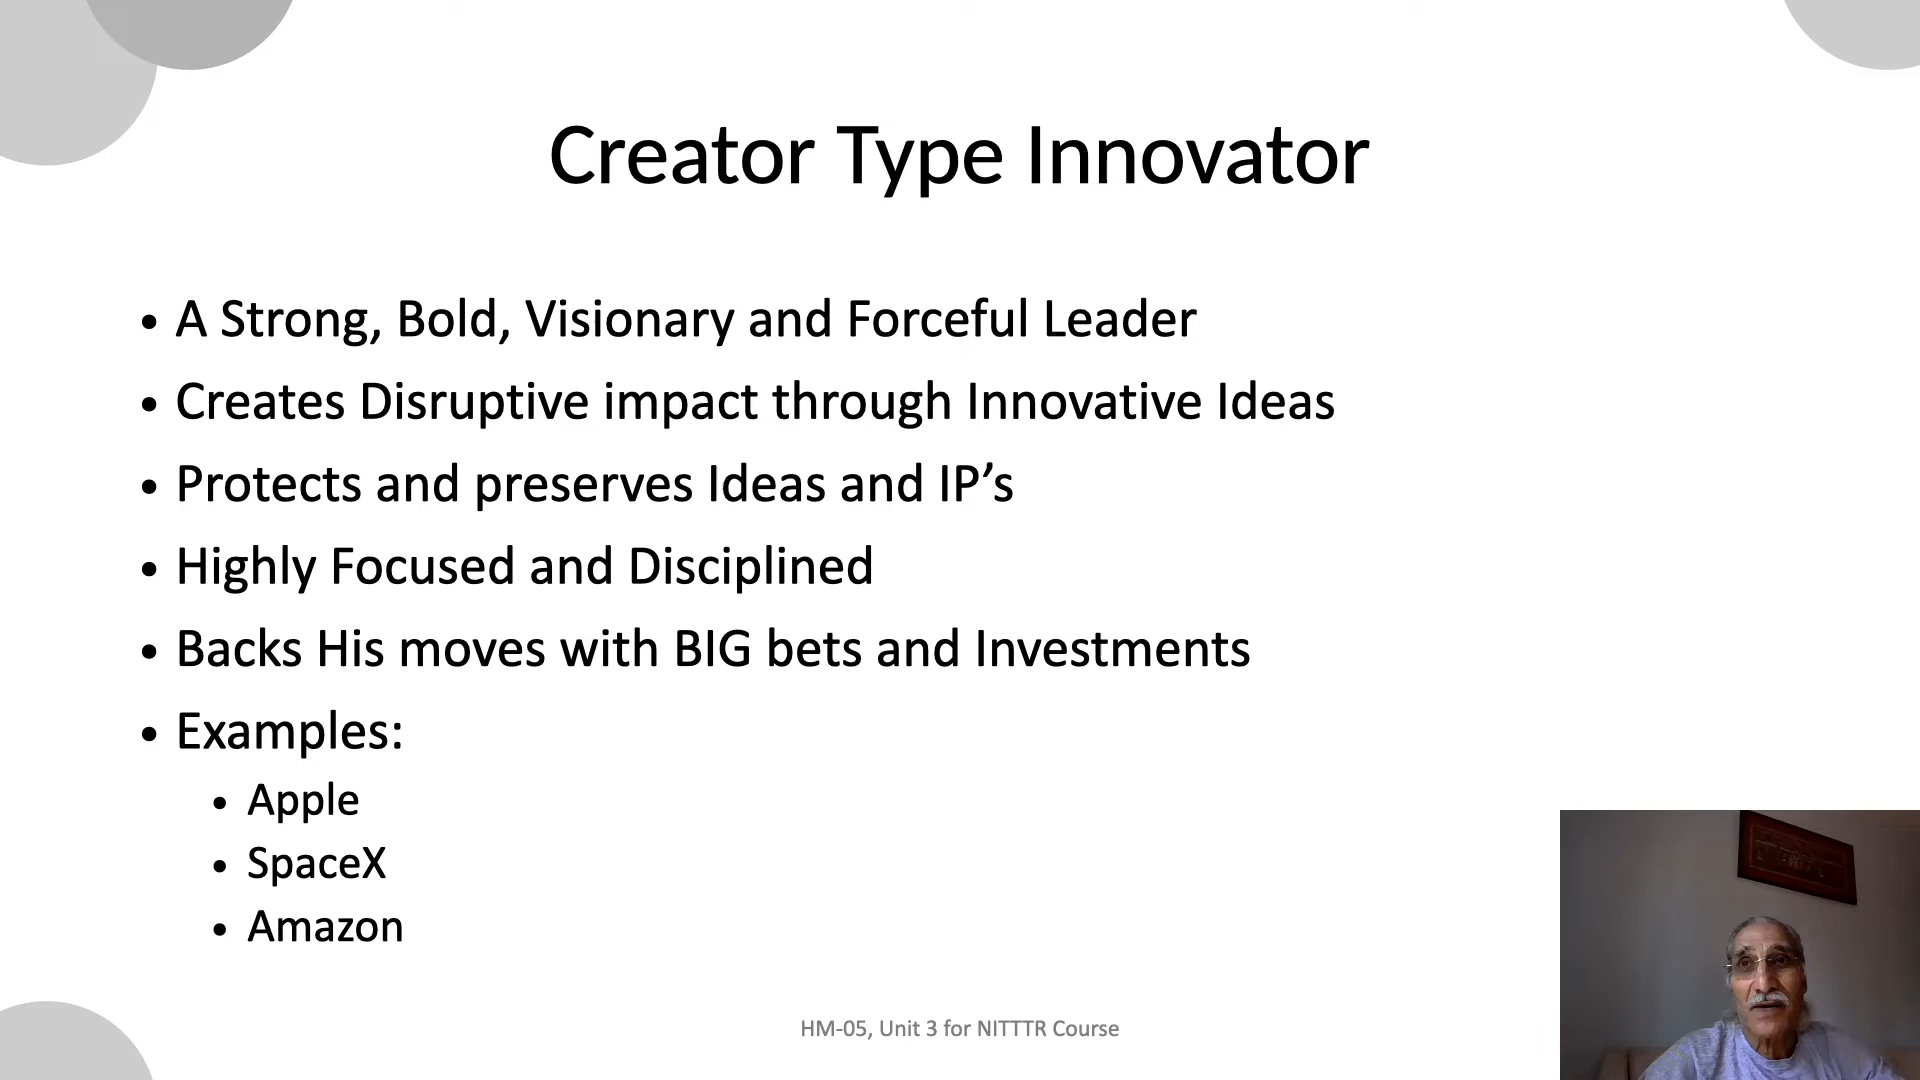 Creator Type Innovator
• A Strong, Bold, Visionary and Forceful Leader
• Creates Disruptive impact through Innovative Ideas
• Protects and preserves Ideas and IP’s
• Highly Focused and Disciplined
• Backs His moves with BIG bets and Investments
• Examples:
• Apple
• SpaceX
• Amazon
HM-05, Unit 3 for NITTTR Course